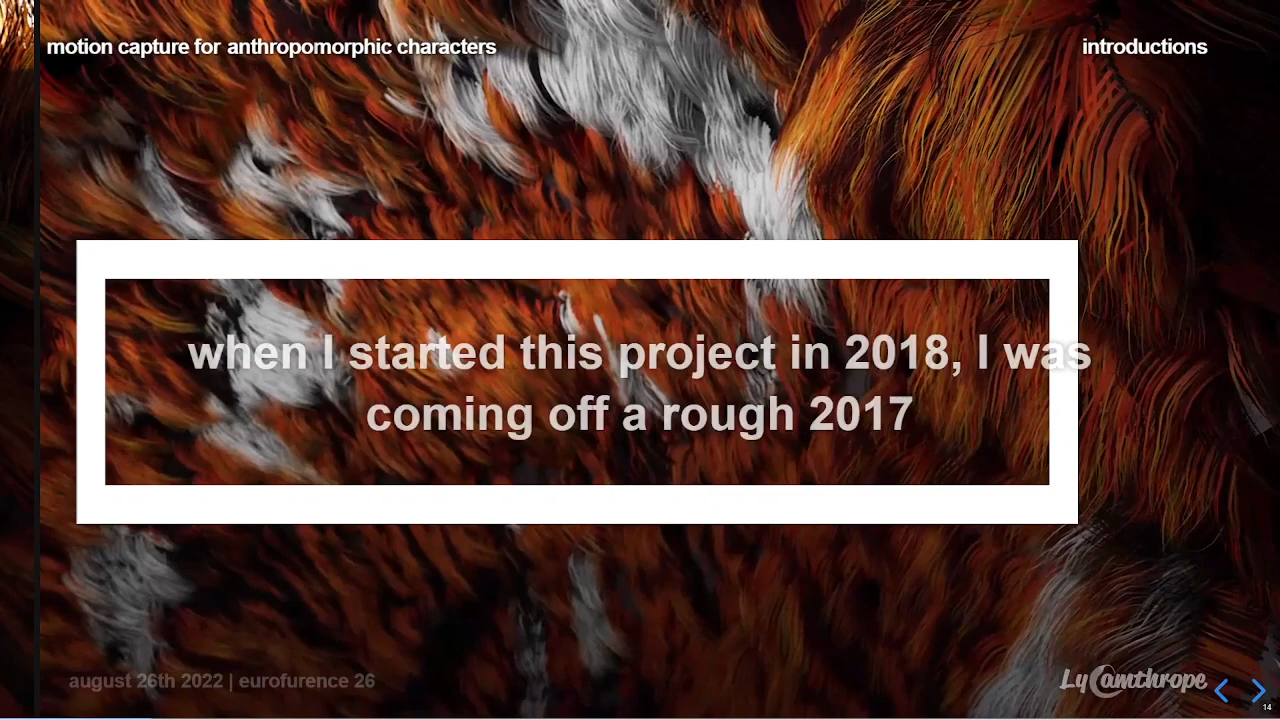 motion capture for anthropomorphic characters
introductions
when I started this project in 2018, I was
coming off a rough 2017
august 26th 2022 | eurofurence 26
LyCamthrope
14